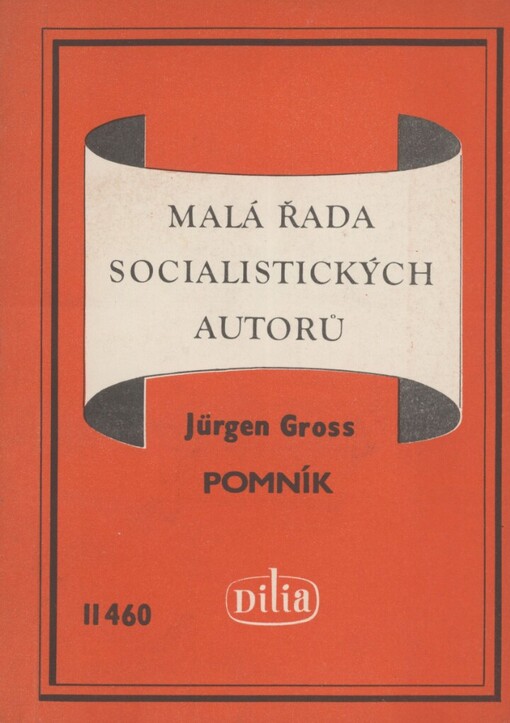 MALÁ ŘADA
SOCIALISTICKÝCH
AUTORŮ
Jürgen Gross
POMNÍK
Dilia
II 460